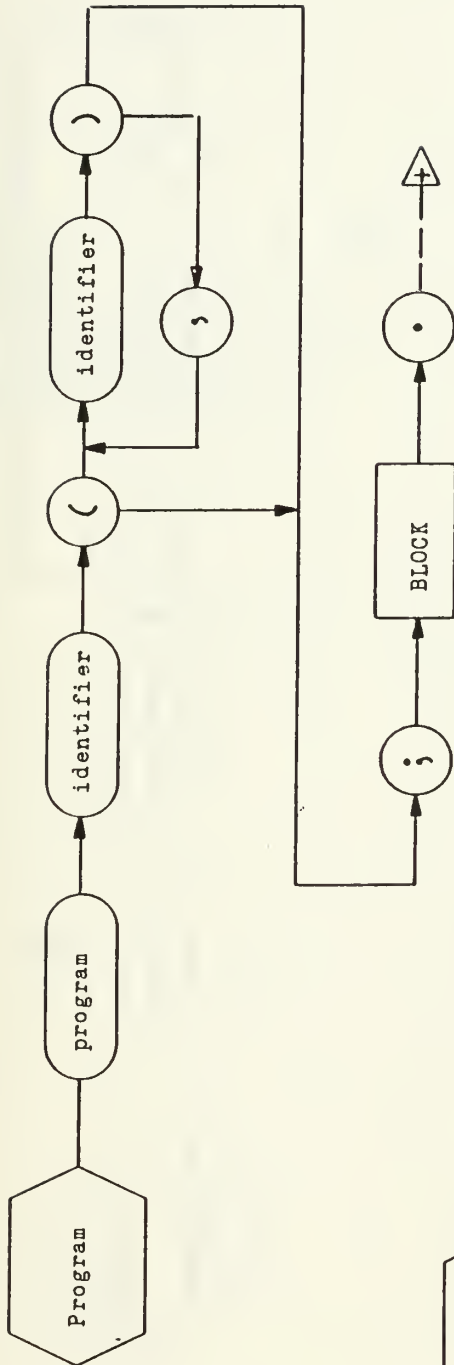 Program program identifier ( identifier )
,
; BLOCK . +